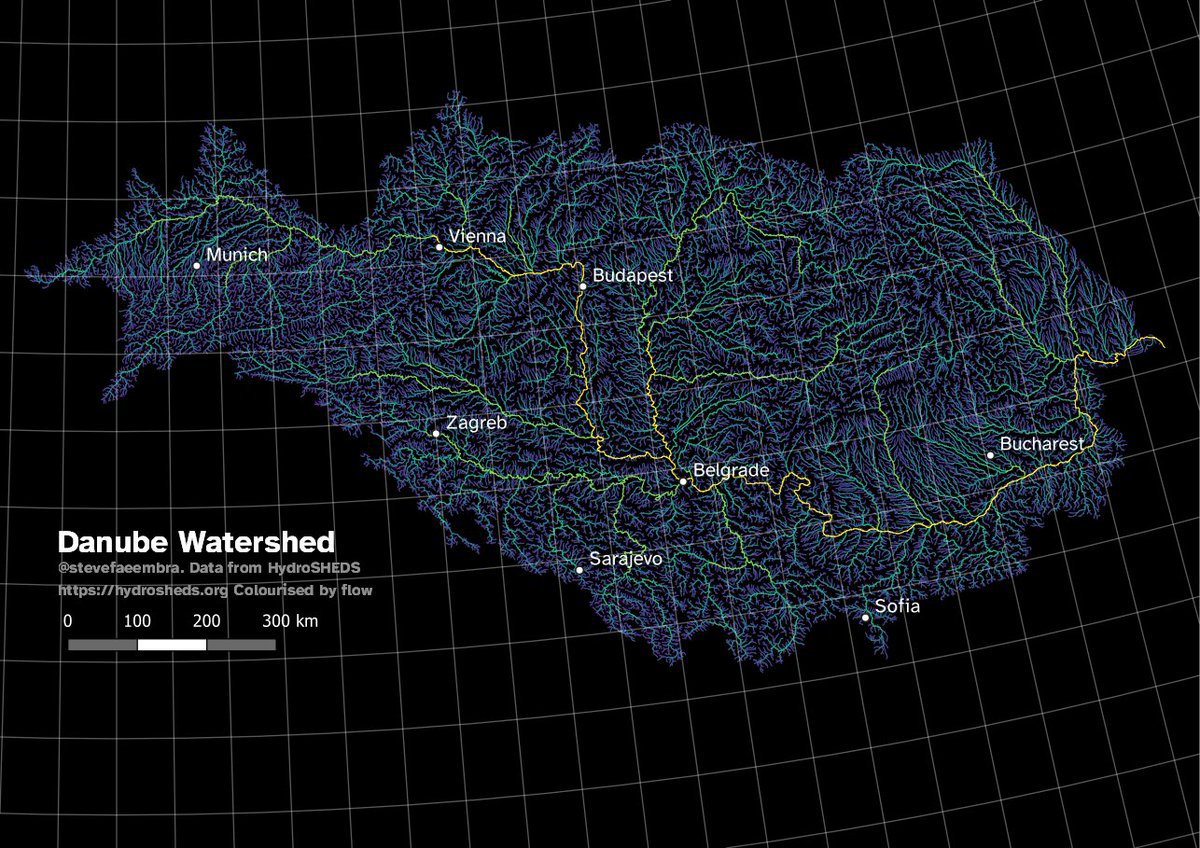 Vienna
Munich
Budapest
Zagreb
Bucharest
Belgrade
Danube Watershed
@stevefaeembra. Data from HydroSHEDS
https://hydrosheds.org Colourised by flow
Sarajevo
Sofia
0 100 200 300 km